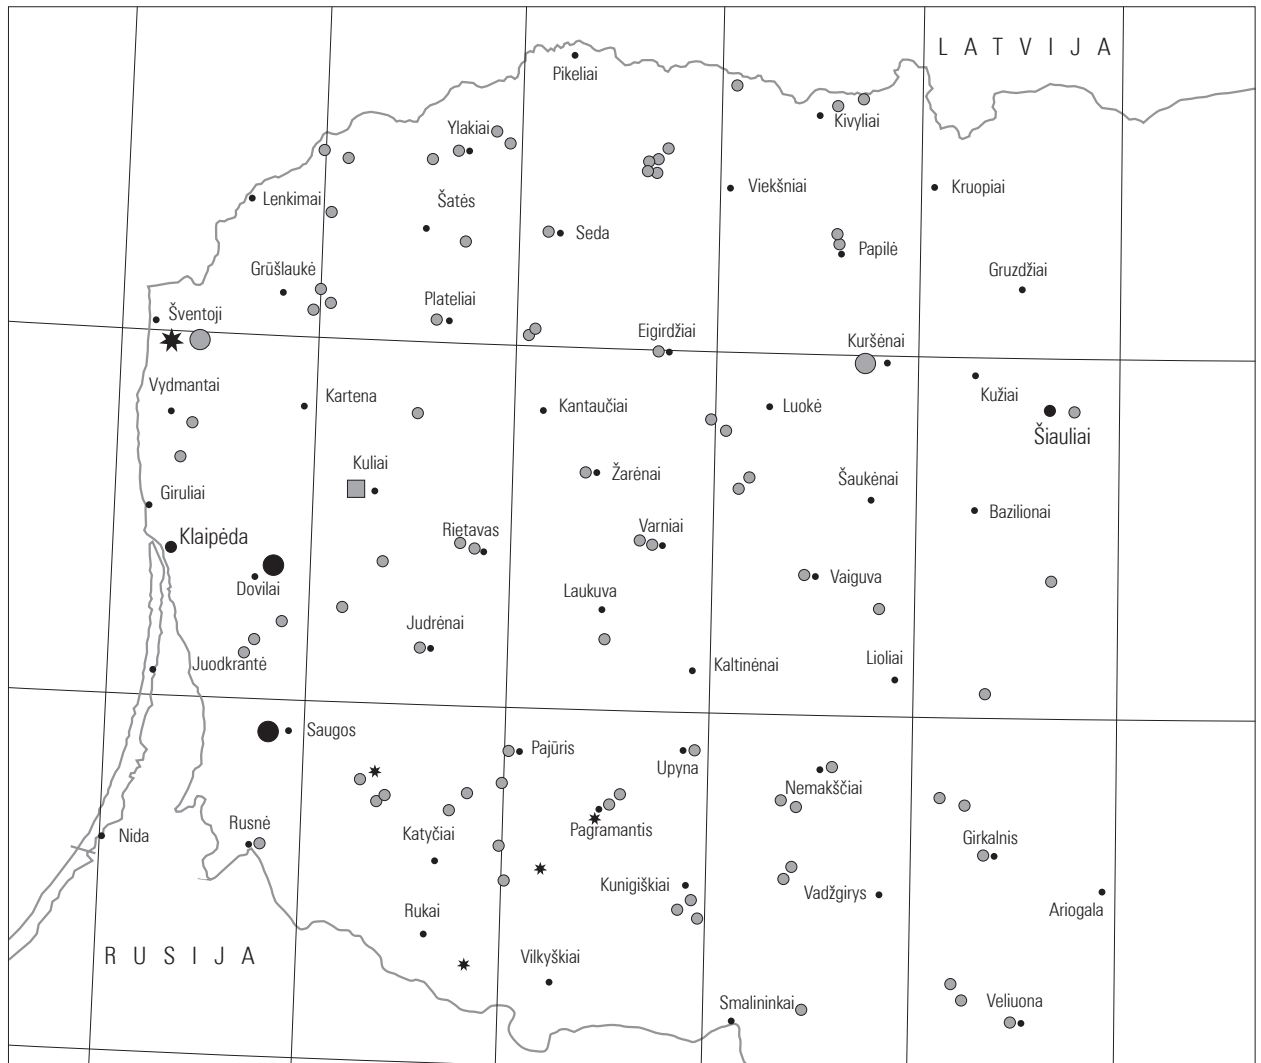 LATVIJA
Pikeliai
Ylakiai
Kivyliai
Lenkimai
Šatės
Viekšniai
Kruopiai
Seda
Papilė
Grūšlaukė
Gruzdžiai
Plateliai
Šventoji
Eigirdžiai
Kuršėnai
Vydmantai
Kartena
Kantaučiai
Luokė
Kužiai
Šiauliai
Kuliai
Žarėnai
Šaukėnai
Giruliai
Bazilionai
Klaipėda
Rietavas
Varniai
Dovilai
Laukuva
Vaiguva
Judrėnai
Juodkrantė
Kaltinėnai
Lioliai
Saugos
Pajūris
Upyna
Nemakščiai
Nida
Rusnė
Katyčiai
Pagramantis
Girkalnis
Kunigiškiai
Vadžgirys
Ariogala
Rukai
RUSIJA
Vilkyškiai
Smalininkai
Veliuona